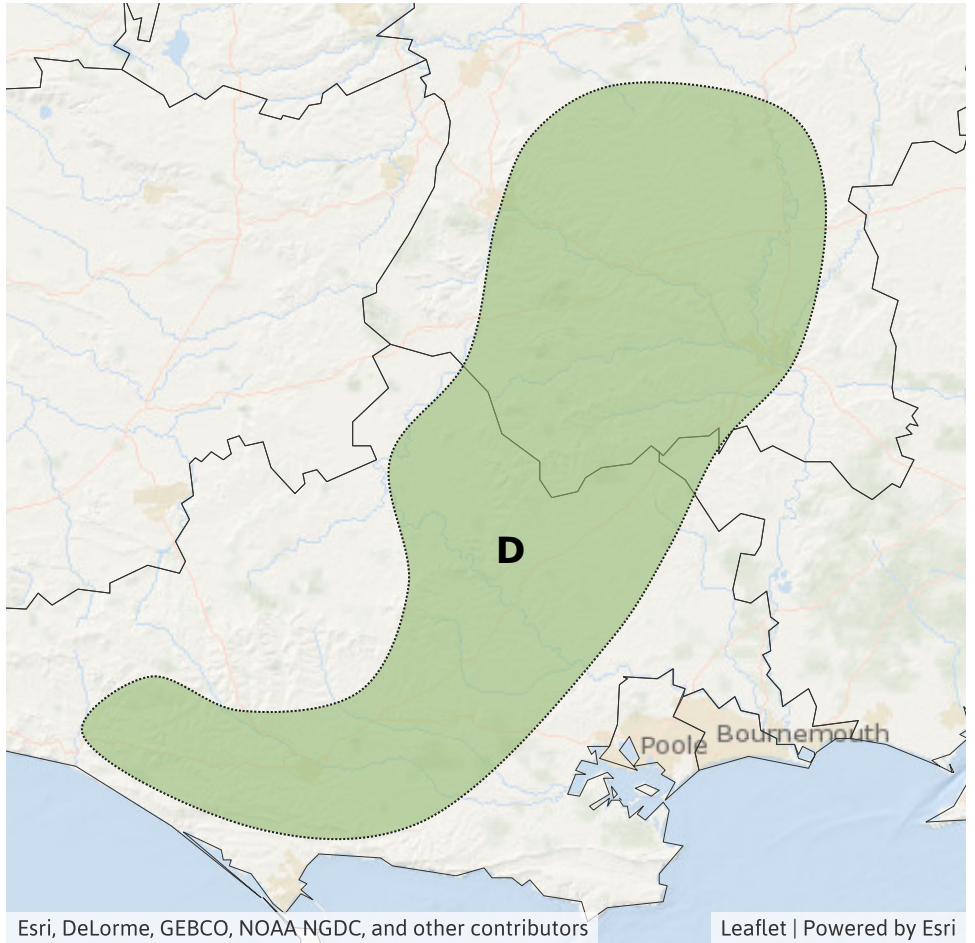 D
Poole
Bournemouth
Esri, DeLorme, GEBCO, NOAA NGDC, and other contributors
Leaflet | Powered by Esri